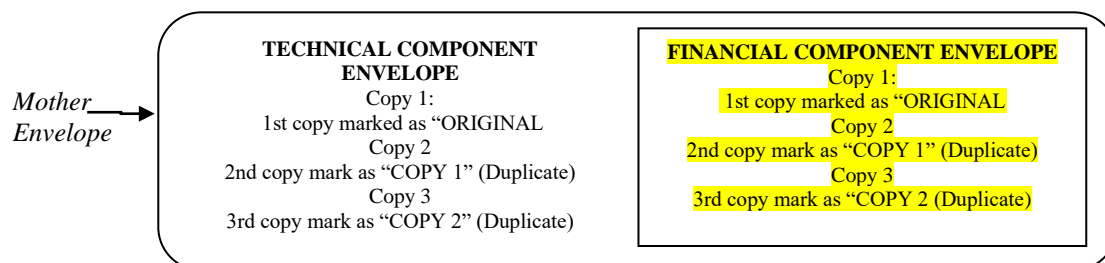 Mother
Envelope
TECHNICAL COMPONENT
ENVELOPE
Copy 1:
1st copy marked as “ORIGINAL
Copy 2
2nd copy mark as “COPY 1” (Duplicate)
Copy 3
3rd copy mark as “COPY 2” (Duplicate)
FINANCIAL COMPONENT ENVELOPE
Copy 1:
1st copy marked as “ORIGINAL
Copy 2
2nd copy mark as “COPY 1” (Duplicate)
Copy 3
3rd copy mark as “COPY 2 (Duplicate)